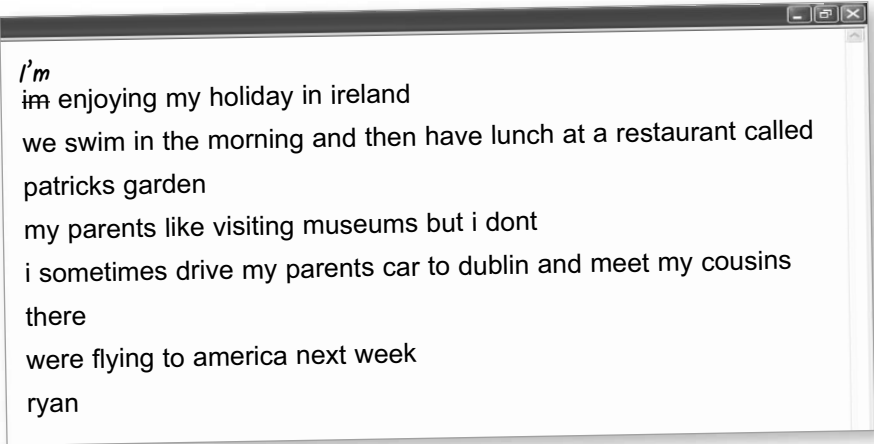 I'm
im enjoying my holiday in ireland
we swim in the morning and then have lunch at a restaurant called
patricks garden
my parents like visiting museums but i dont
i sometimes drive my parents car to dublin and meet my cousins
there
were flying to america next week
ryan